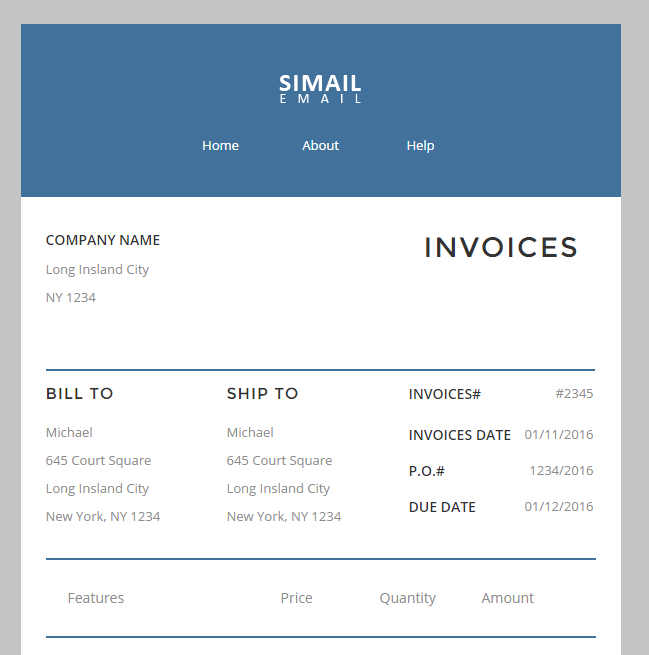 SIMAIL
EMAIL
Home About Help
COMPANY NAME
Long Insland City
NY 1234
INVOICES
BILL TO
Michael
645 Court Square
Long Insland City
New York, NY 1234
SHIP TO
Michael
645 Court Square
Long Insland City
New York, NY 1234
INVOICES# #2345
INVOICES DATE 01/11/2016
P.O.# 1234/2016
DUE DATE 01/12/2016
Features Price Quantity Amount